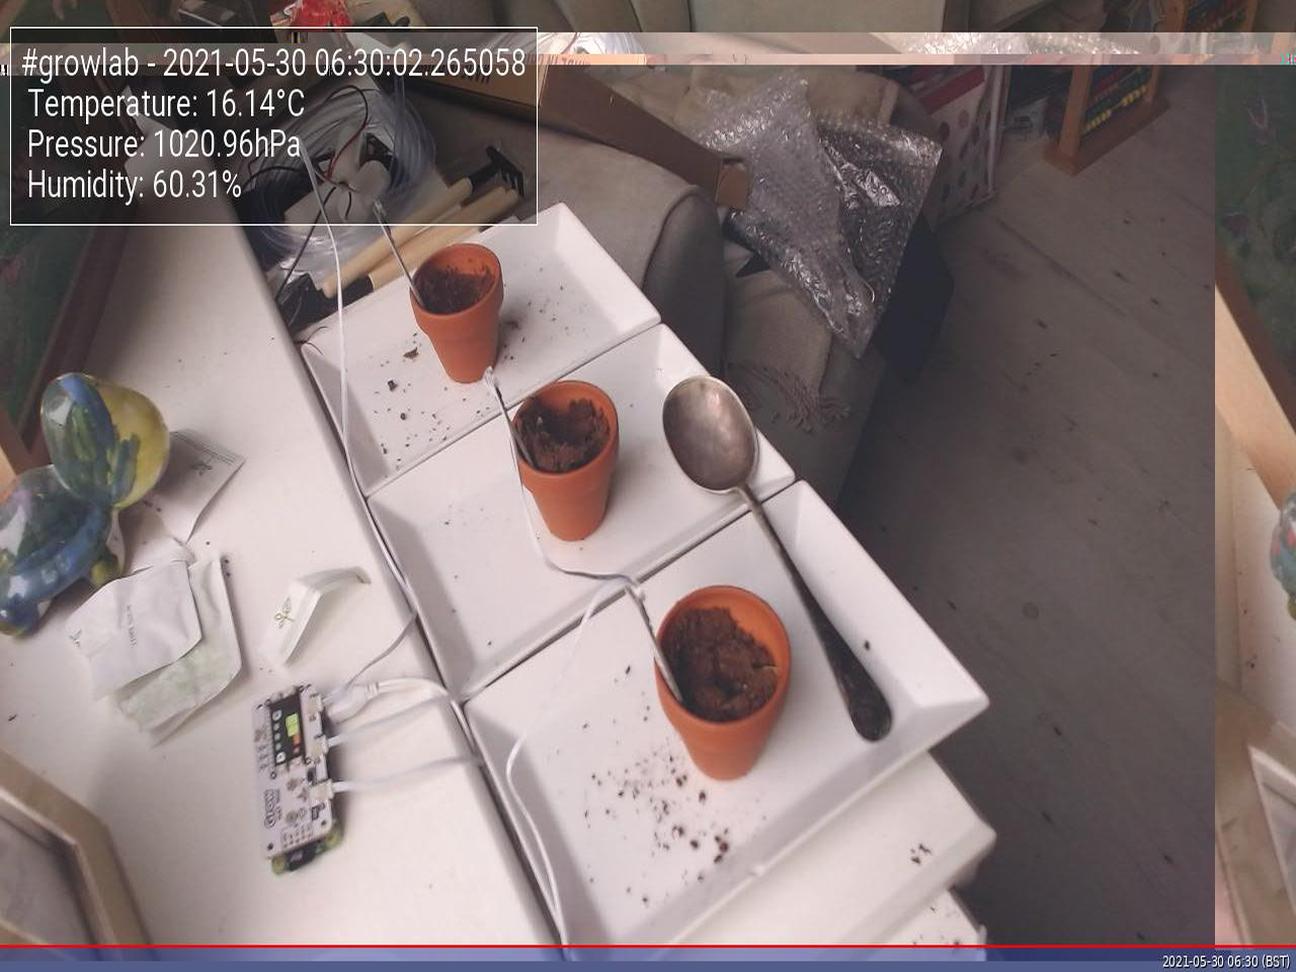 #growlab - 2021-05-30 06:30:02.265058
Temperature: 16.14°C
Pressure: 1020.96hPa
Humidity: 60.31%
2021-05-30 06:30 (BST)